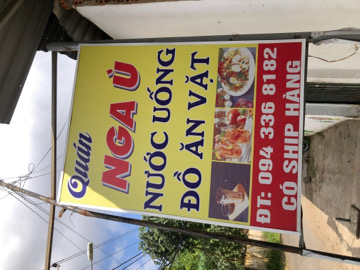 Quán
NGA Ù
NƯỚC UỐNG
ĐỒ ĂN VẶT
ĐT: 094 336 8182
CÓ SHIP HÀNG